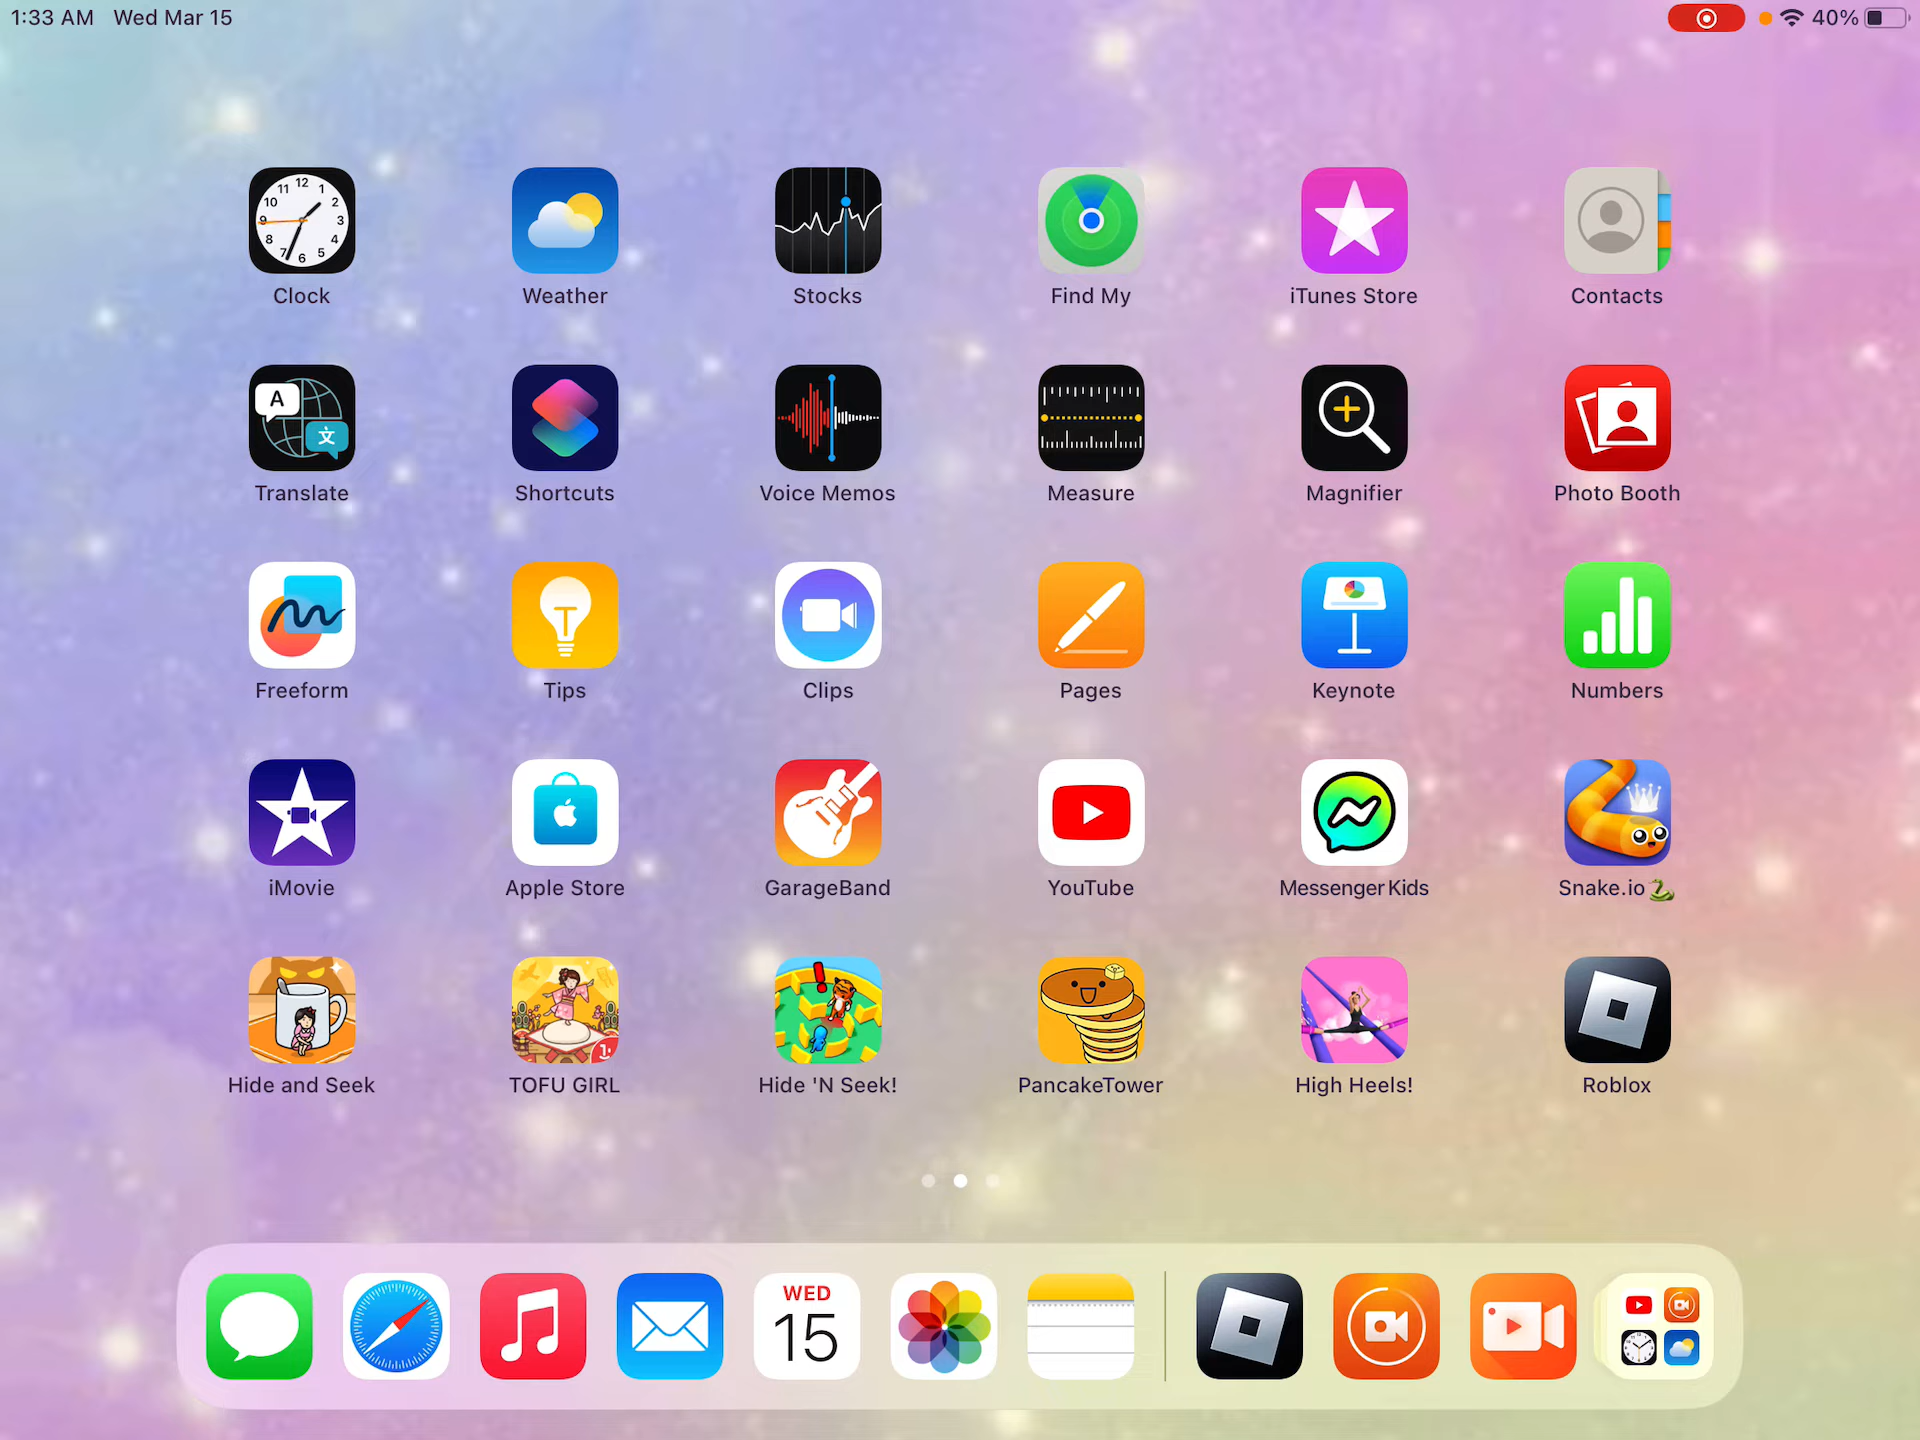 1:33 AM Wed Mar 15
40%
Clock
Weather
Stocks
Find My
iTunes Store
Contacts
Translate
Shortcuts
Voice Memos
Measure
Magnifier
Photo Booth
Freeform
Tips
Clips
Pages
Keynote
Numbers
iMovie
Apple Store
GarageBand
YouTube
Messenger Kids
Snake.io🐍
Hide and Seek
TOFU GIRL
Hide 'N Seek!
PancakeTower
High Heels!
Roblox
WED
15